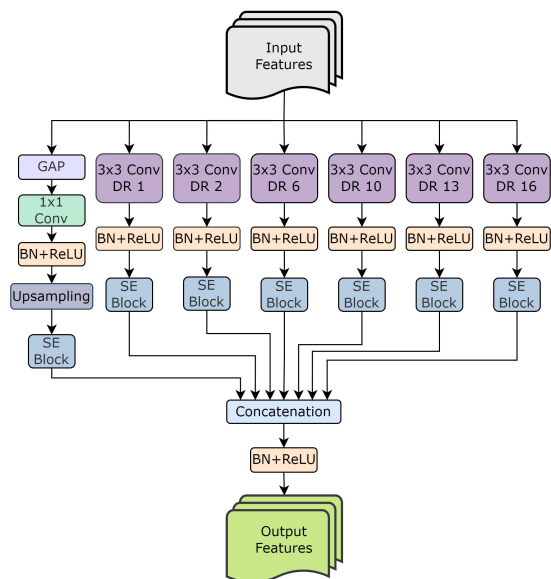 Input
Features
GAP
3x3 Conv
DR 1
3x3 Conv
DR 2
3x3 Conv
DR 6
3x3 Conv
DR 10
3x3 Conv
DR 13
3x3 Conv
DR 16
1x1
Conv
BN+ReLU
BN+ReLU
BN+ReLU
BN+ReLU
BN+ReLU
BN+ReLU
BN+ReLU
Upsampling
SE
Block
SE
Block
SE
Block
SE
Block
SE
Block
SE
Block
SE
Block
Concatenation
BN+ReLU
Output
Features